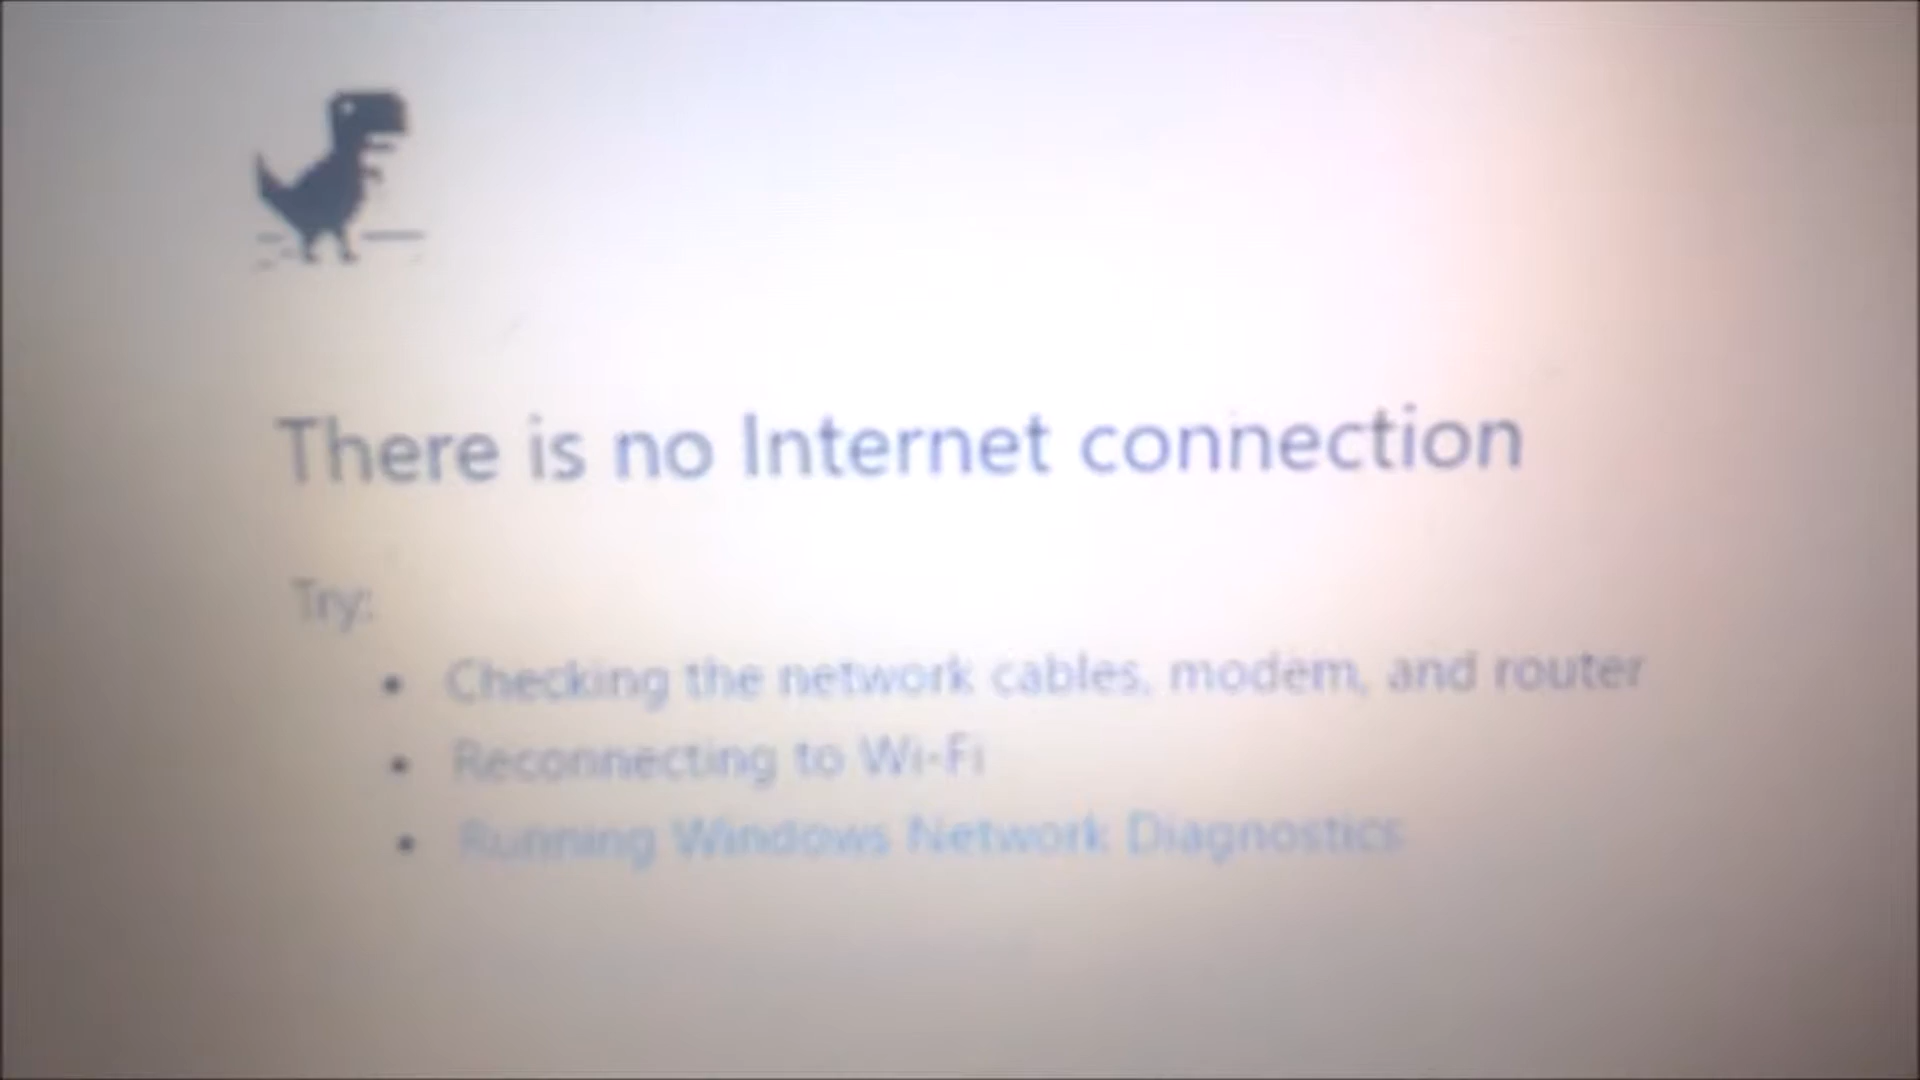 There is no Internet connection
Try:
• Checking the network cables, modem, and router
• Reconnecting to Wi-Fi
• Running Windows Network Diagnostics